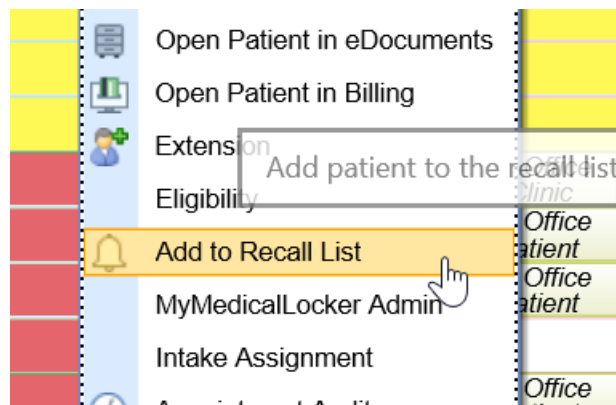 Open Patient in eDocuments
Open Patient in Billing
Extension
Add patient to the recall list
Office
Clinic
Eligibility
Office
atient
Add to Recall List
Office
atient
MyMedicalLocker Admin
Intake Assignment
Office